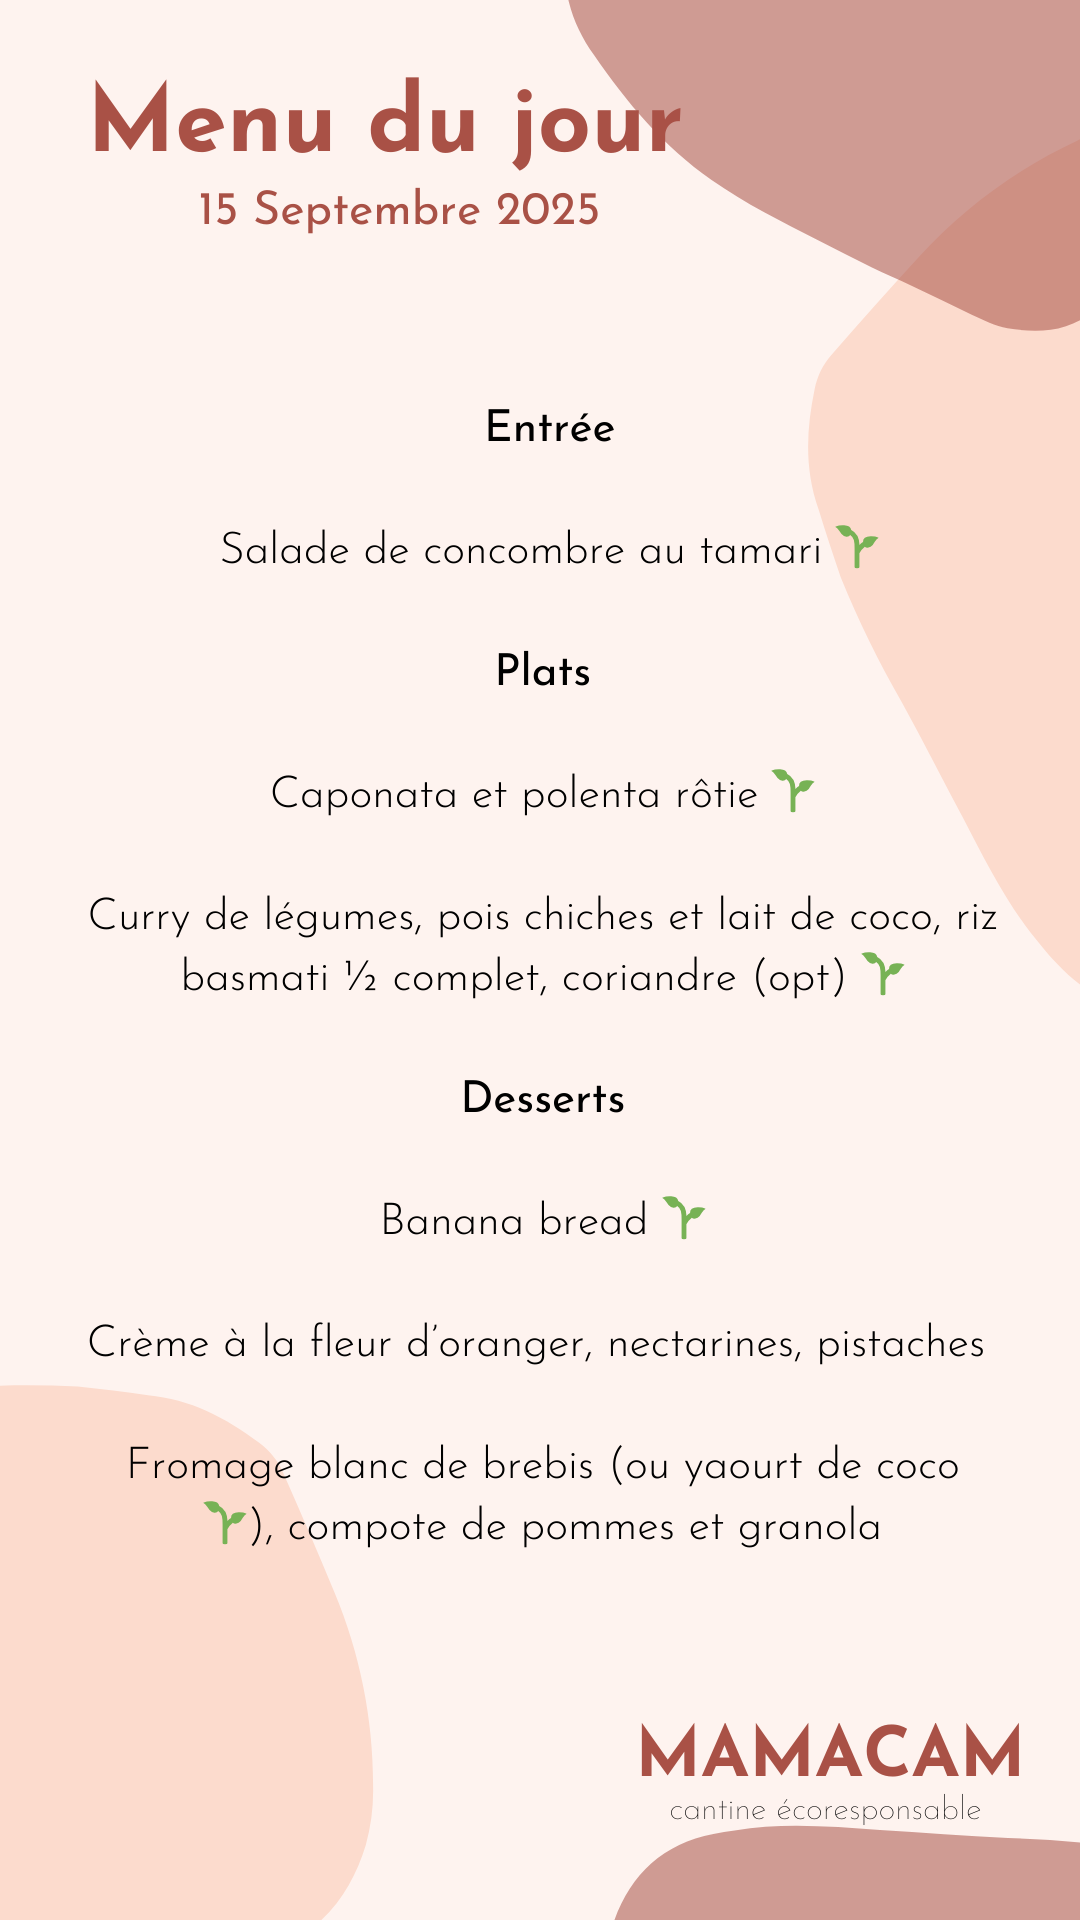 Menu du jour
15 Septembre 2025
Entrée
Salade de concombre au tamari 🌱
Plats
Caponata et polenta rôtie 🌱
Curry de légumes, pois chiches et lait de coco, riz
basmati ½ complet, coriandre (opt) 🌱
Desserts
Banana bread 🌱
Crème à la fleur d’oranger, nectarines, pistaches
Fromage blanc de brebis (ou yaourt de coco
🌱), compote de pommes et granola
MAMACAM
cantine écoresponsable